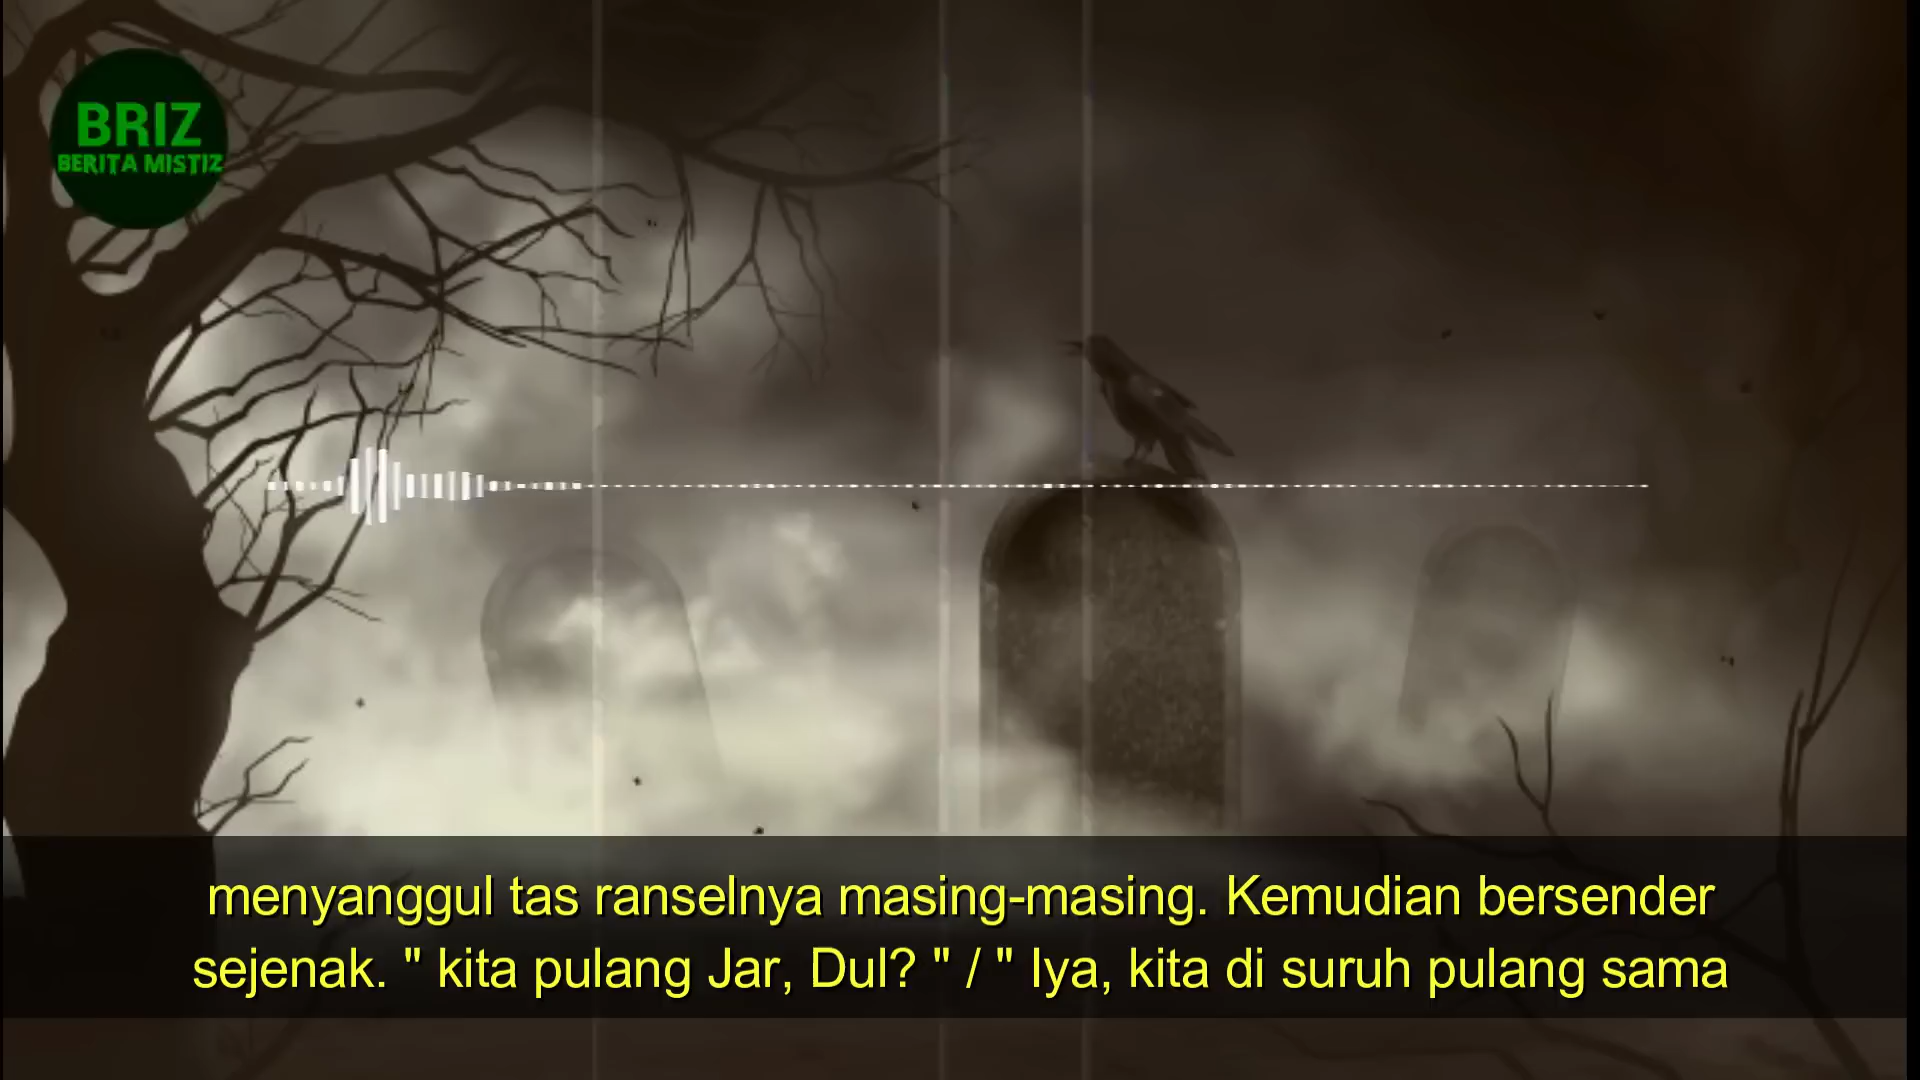 BRIZ
BERITA MISTIZ
menyanggul tas ranselnya masing-masing. Kemudian bersender
sejenak. " kita pulang Jar, Dul? " / " Iya, kita di suruh pulang sama